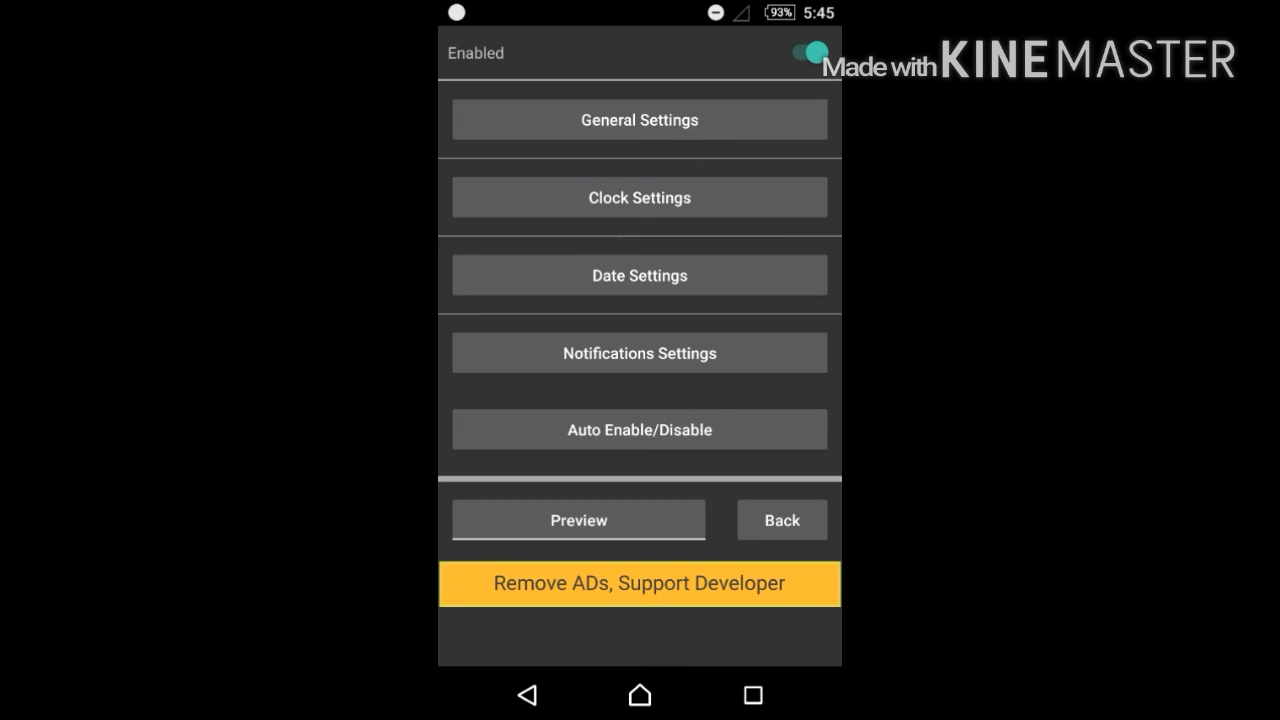 93% 5:45
Enabled
Made with KINEMASTER
General Settings
Clock Settings
Date Settings
Notifications Settings
Auto Enable/Disable
Preview Back
Remove ADs, Support Developer